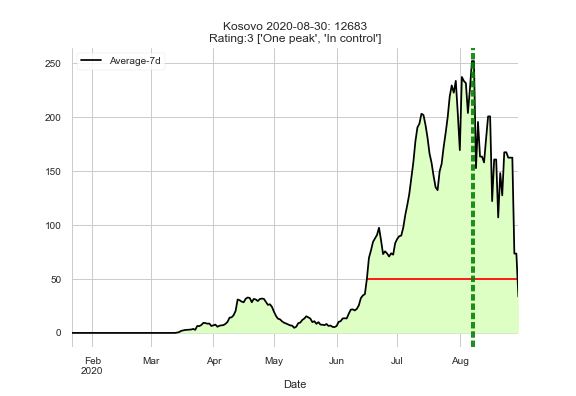 Kosovo 2020-08-30: 12683
Rating:3 ['One peak', 'In control']
Average-7d
250
200
150
100
50
0
Feb Mar Apr May Jun Jul Aug
2020
Date